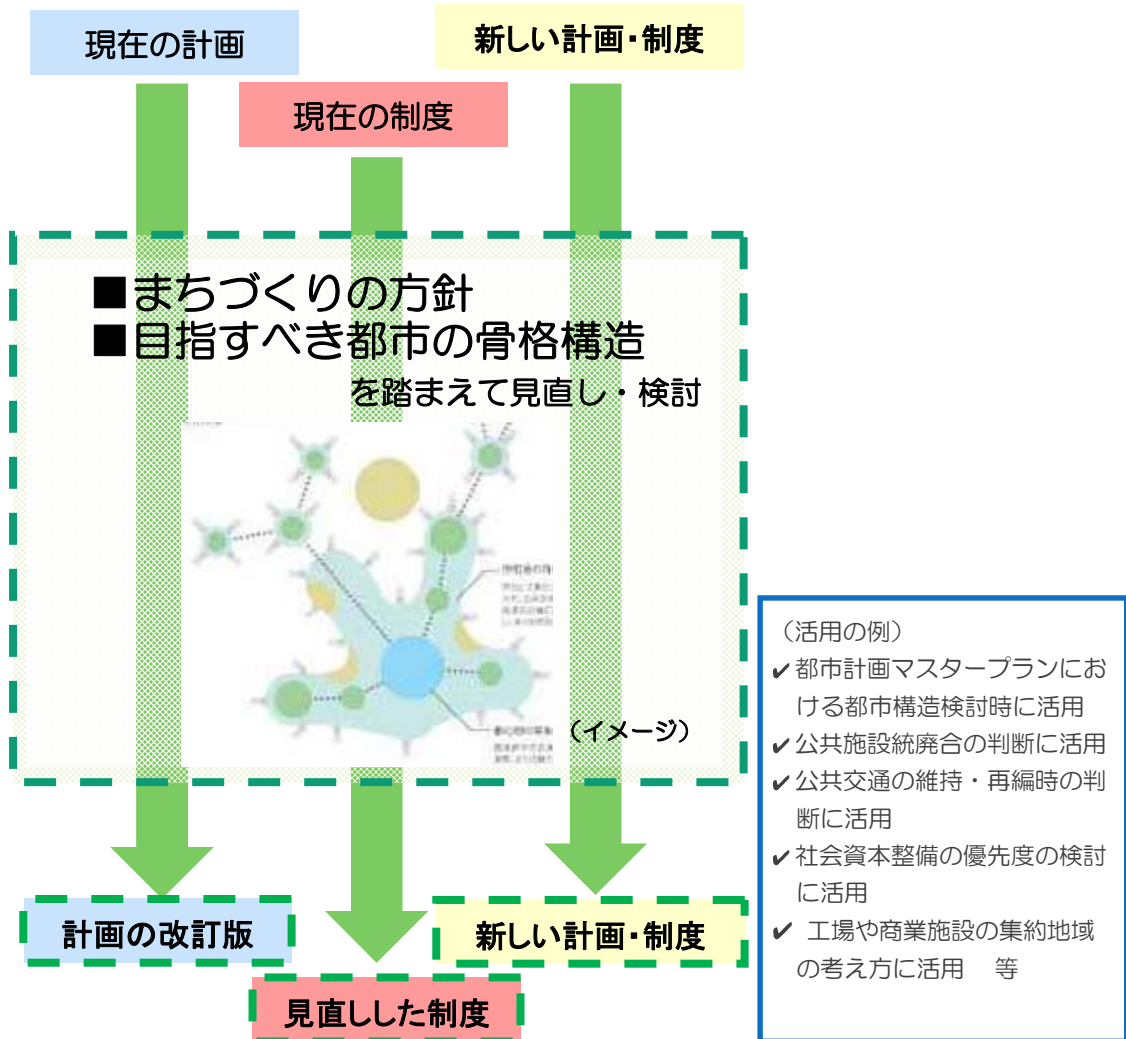 現在の計画
新しい計画・制度
現在の制度
■まちづくりの方針
■目指すべき都市の骨格構造
を踏まえて見直し・検討
(イメージ)
(活用の例)
✔都市計画マスタープランにお
ける都市構造検討時に活用
✔公共施設統廃合の判断に活用
✔公共交通の維持・再編時の判
断に活用
✔社会資本整備の優先度の検討
に活用
✔ 工場や商業施設の集約地域
の考え方に活用 等
計画の改訂版
新しい計画・制度
見直しした制度